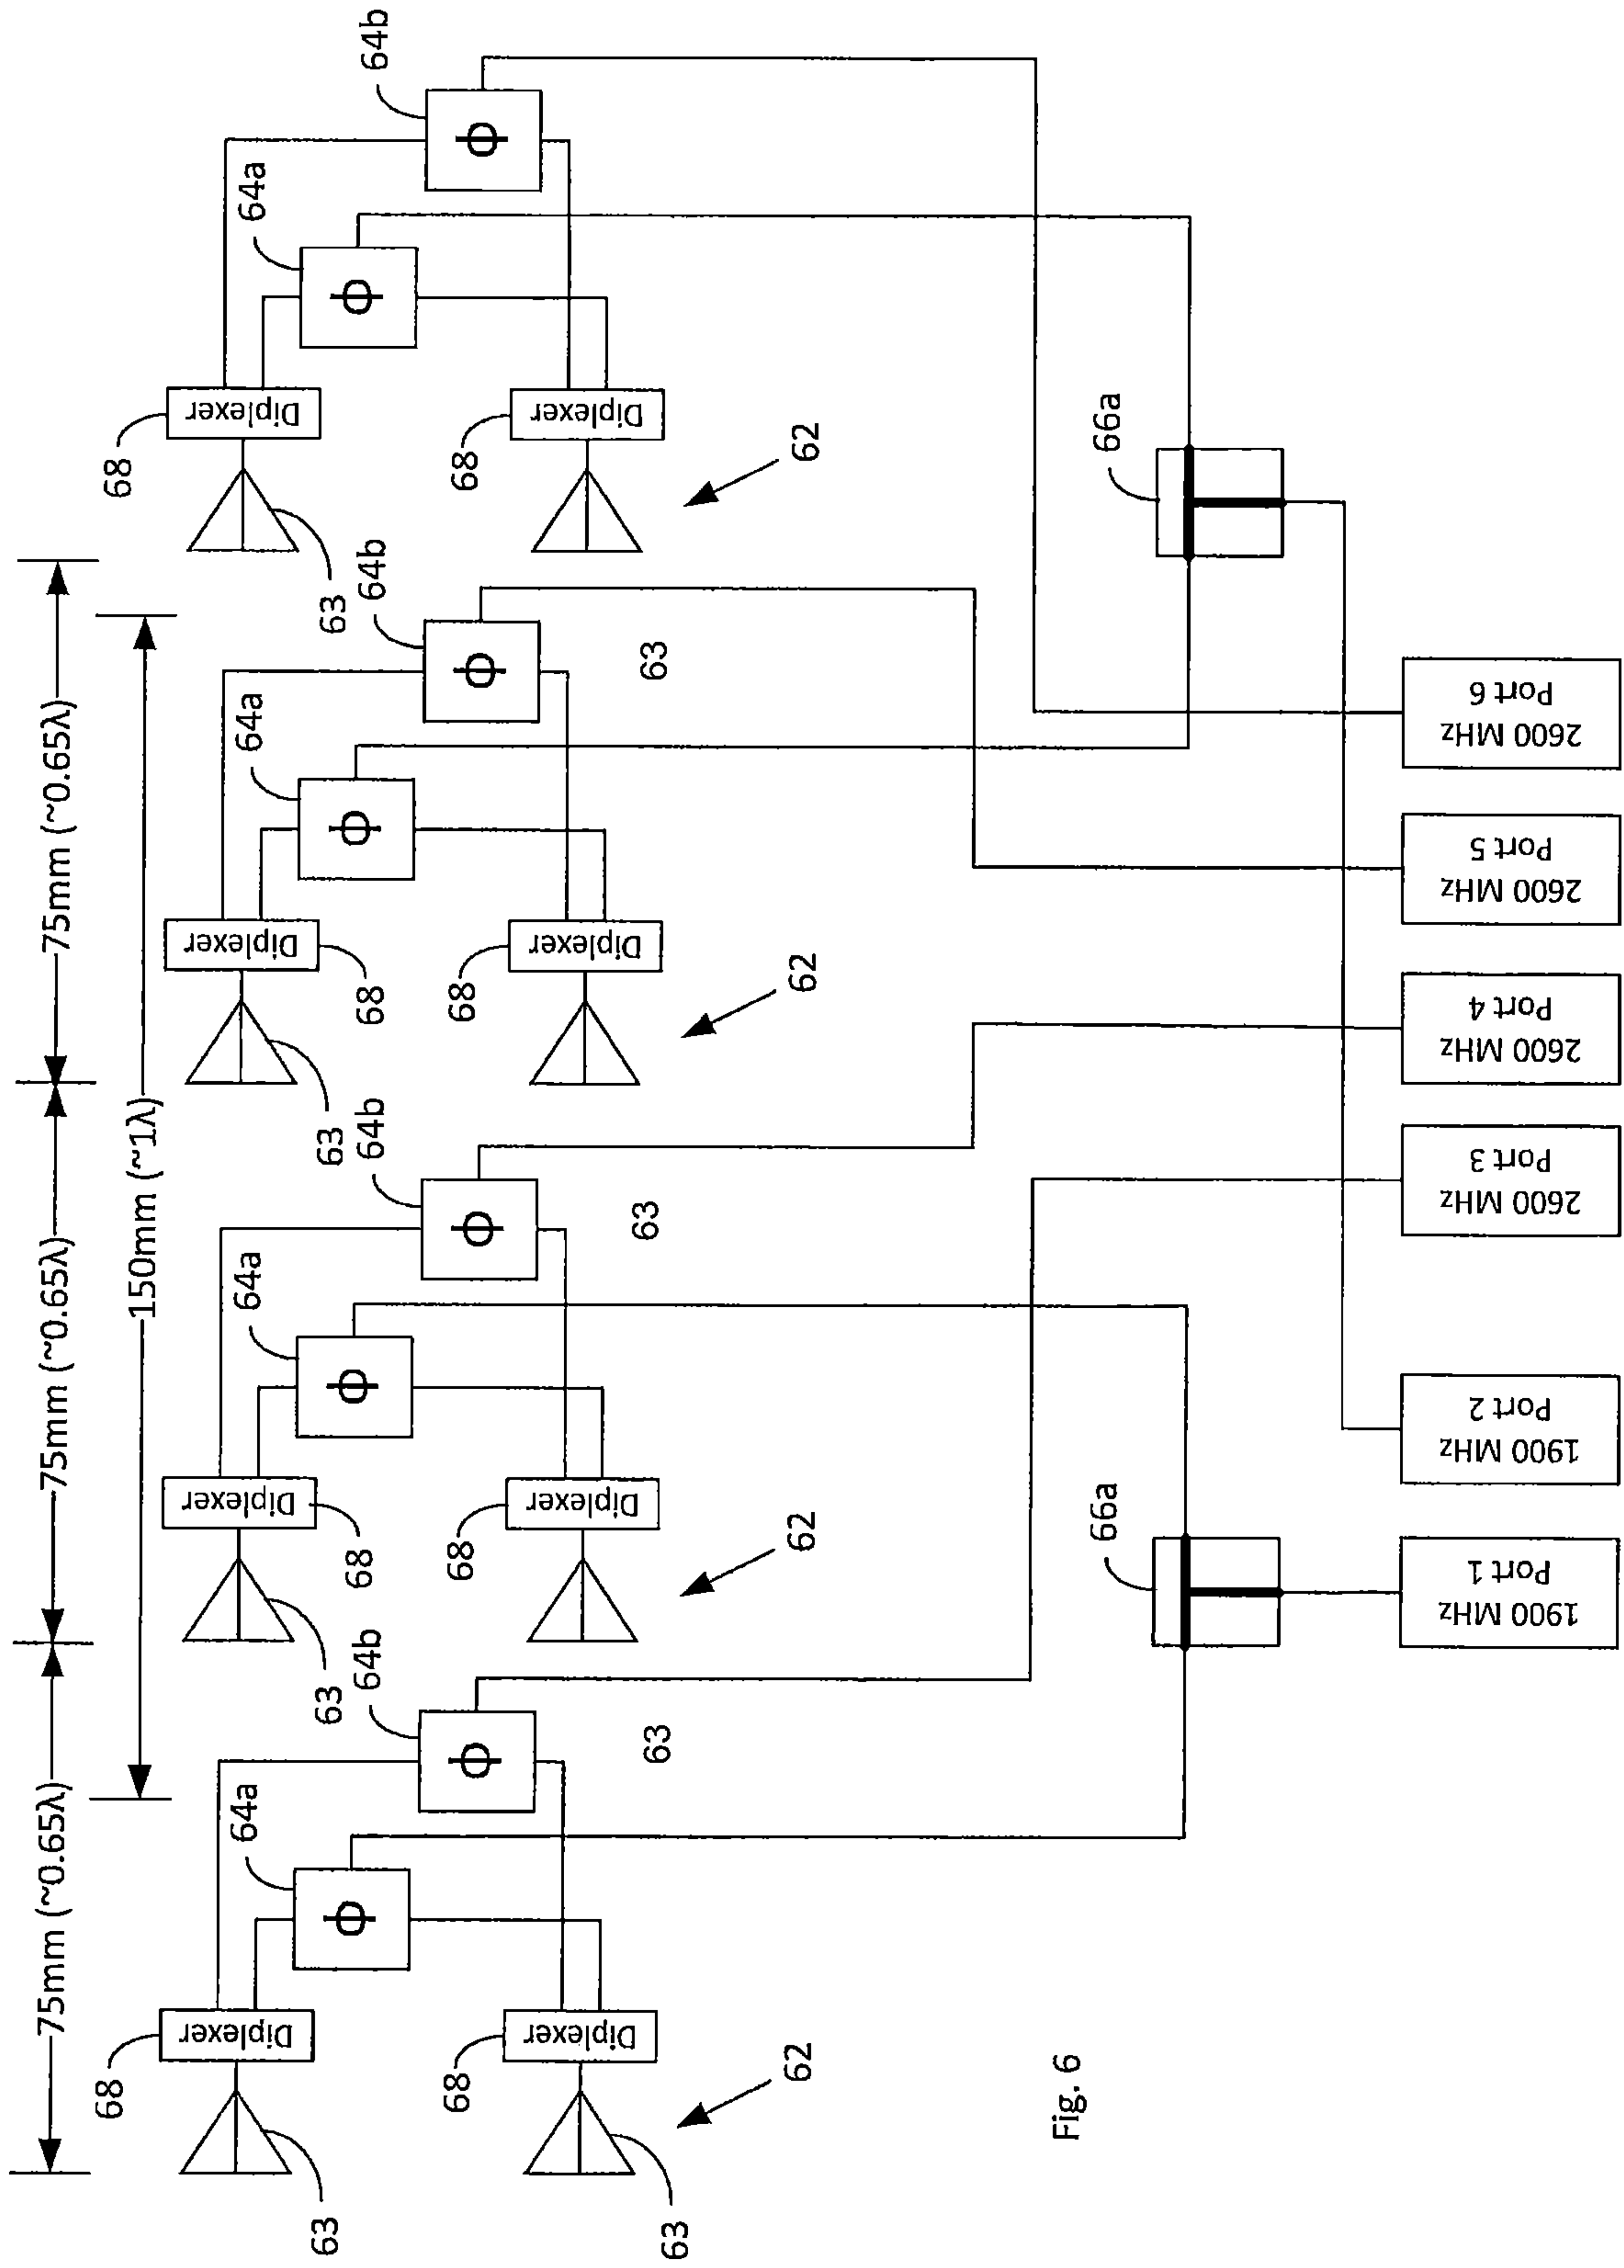 75mm (~0.65λ)
75mm (~0.65λ)
75mm (~0.65λ)
75mm (~0.65λ)
150mm (~1λ)
68
63
64a
64b
Diplexer
Φ
Φ
68
63
Diplexer
62
63
63
68
64a
64b
Diplexer
Φ
Φ
68
Diplexer
62
63
63
68
64a
64b
Diplexer
Φ
Φ
68
Diplexer
62
63
68
63
64a
64b
Diplexer
Φ
Φ
68
Diplexer
62
66a
66a
1900 MHz
Port 1
1900 MHz
Port 2
2600 MHz
Port 3
2600 MHz
Port 4
2600 MHz
Port 5
2600 MHz
Port 6
Fig. 6